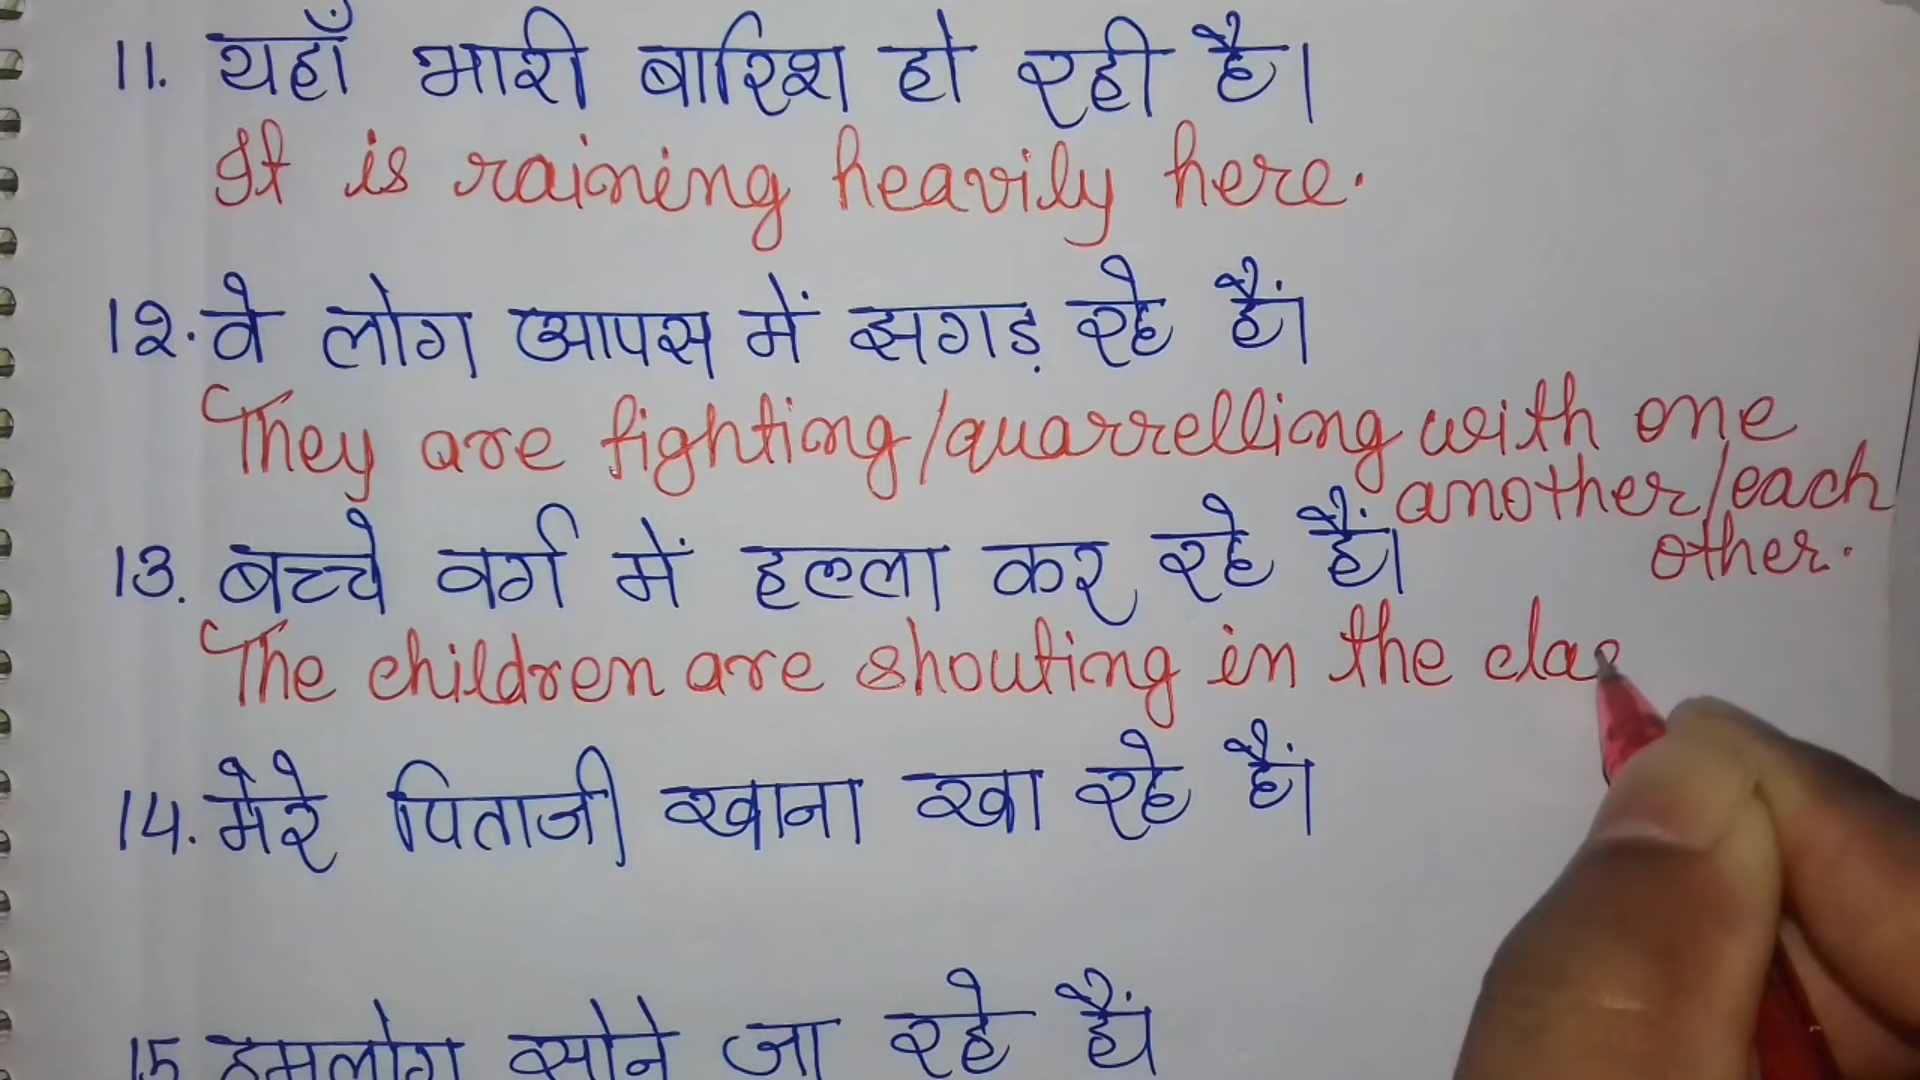 11. यहाँ भारी बारिश हो रही है।
It is raining heavily here.
12. वे लोग आपस में झगड़ रहे हैं।
They are fighting/quarrelling with one
another/each
other.
13. बच्चे वर्ग में हल्ला कर रहे हैं।
The children are shouting in the clas
14. मेरे पिताजी खाना खा रहे हैं।
15 हमलोग सोने जा रहे हैं।